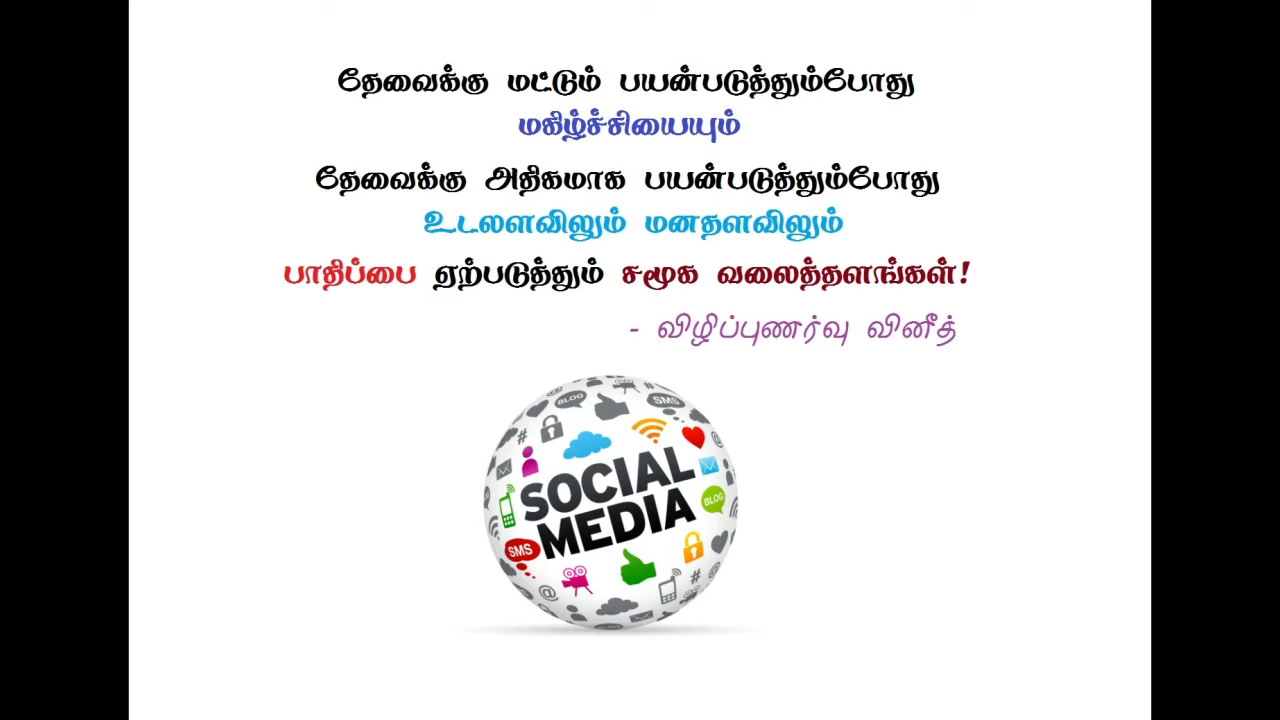 தேவைக்கு மட்டும் பயன்படுத்தும்போது
மகிழ்ச்சியையும்
தேவைக்கு அதிகமாக பயன்படுத்தும்போது
உடலளவிலும் மனதளவிலும்
பாதிப்பை ஏற்படுத்தும் சமூக வலைத்தளங்கள்!
- விழிப்புணர்வு வினீத்
BLOG
SMS
SOCIAL
MEDIA
BLOG
SMS